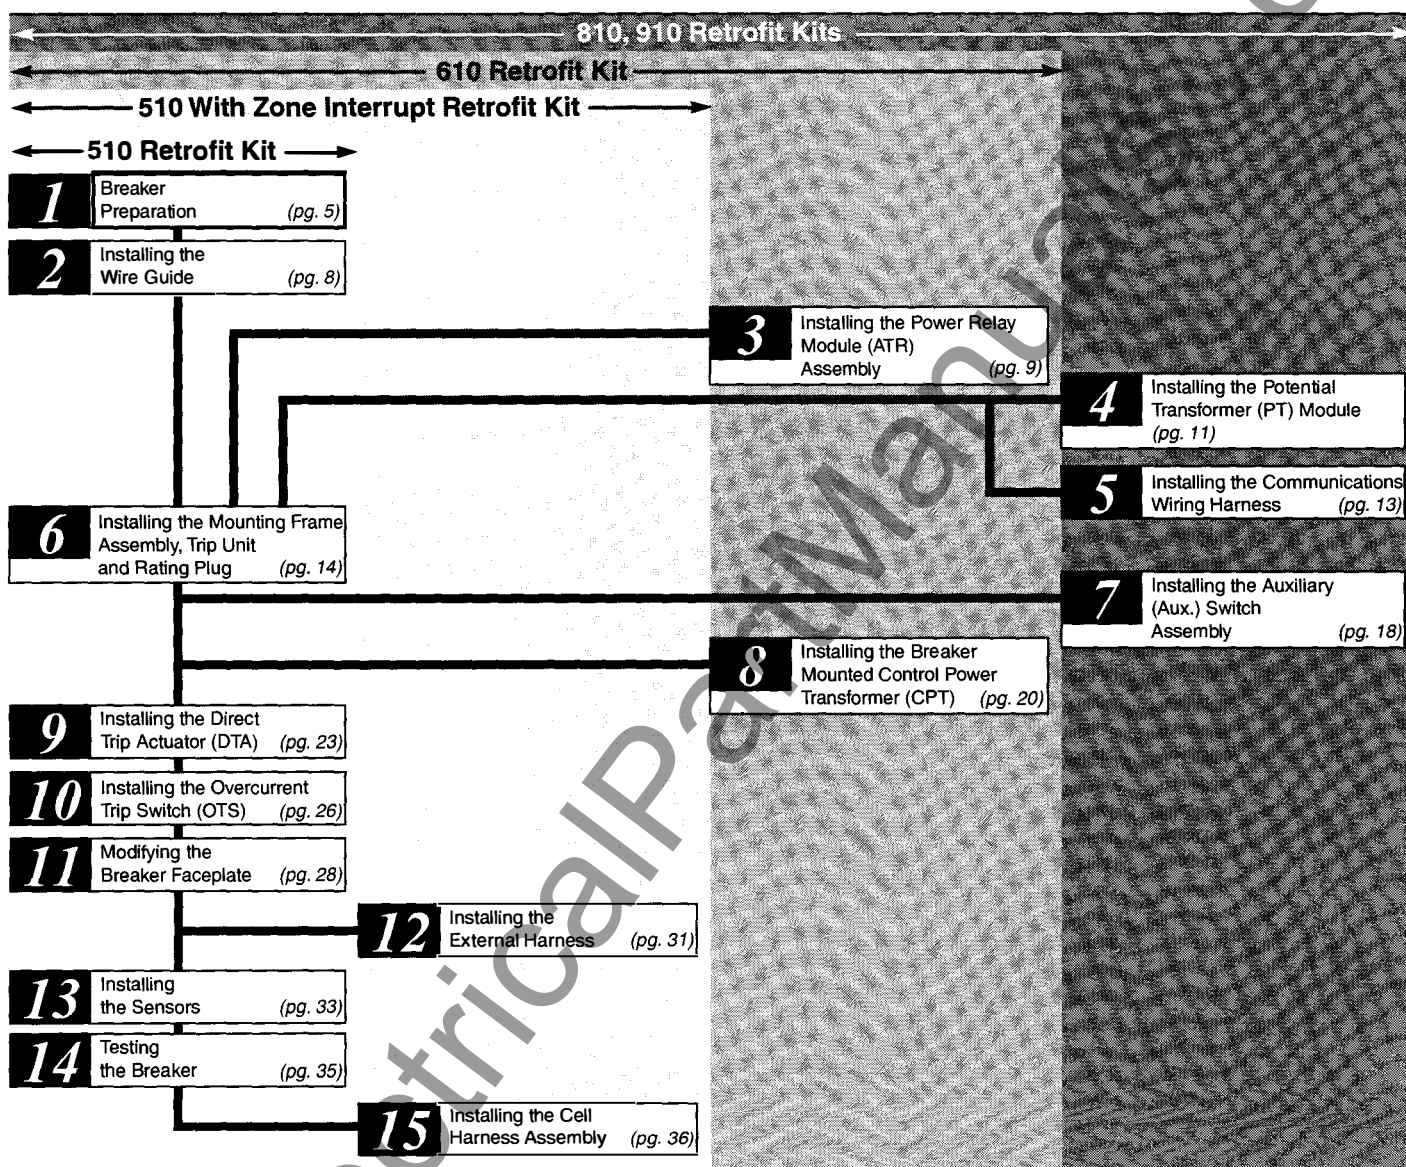 810, 910 Retrofit Kits
610 Retrofit Kit
510 With Zone Interrupt Retrofit Kit
510 Retrofit Kit
1
Breaker
Preparation (pg. 5)
2
Installing the
Wire Guide (pg. 8)
3
Installing the Power Relay
Module (ATR)
Assembly (pg. 9)
4
Installing the Potential
Transformer (PT) Module
(pg. 11)
5
Installing the Communications
Wiring Harness (pg. 13)
6
Installing the Mounting Frame
Assembly, Trip Unit
and Rating Plug (pg. 14)
7
Installing the Auxiliary
(Aux.) Switch
Assembly (pg. 18)
8
Installing the Breaker
Mounted Control Power
Transformer (CPT) (pg. 20)
9
Installing the Direct
Trip Actuator (DTA) (pg. 23)
10
Installing the Overcurrent
Trip Switch (OTS) (pg. 26)
11
Modifying the
Breaker Faceplate (pg. 28)
12
Installing the
External Harness (pg. 31)
13
Installing
the Sensors (pg. 33)
14
Testing
the Breaker (pg. 35)
15
Installing the Cell
Harness Assembly (pg. 36)